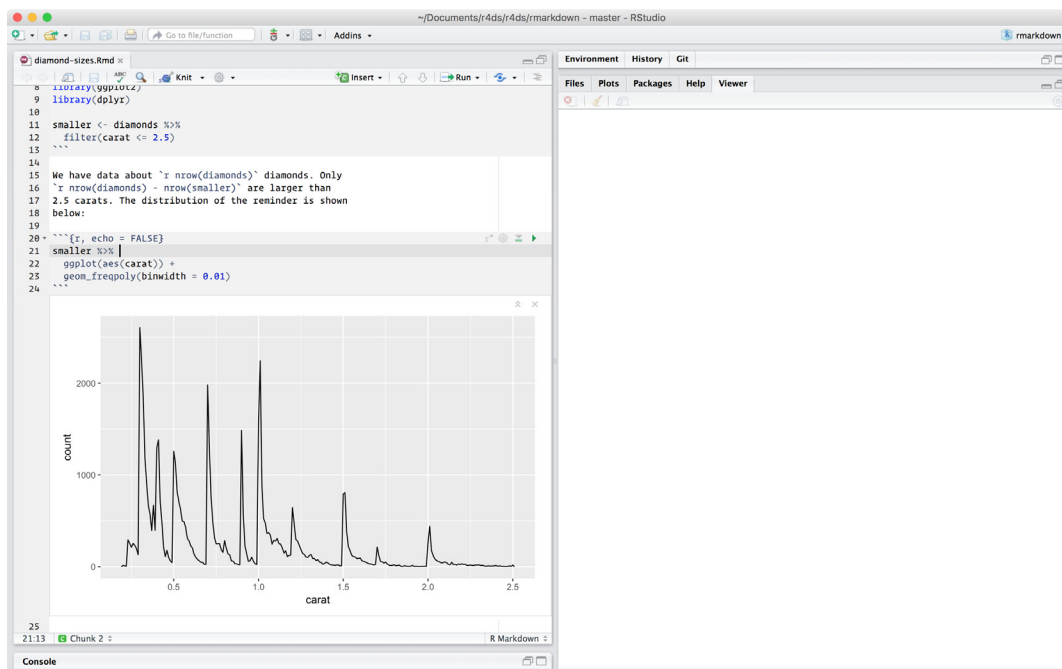 ~/Documents/r4ds/r4ds/rmarkdown - master - RStudio
Go to file/function
Addins
rmarkdown
diamond-sizes.Rmd
ABC
Knit
Insert
Run
8 library(ggplot2)
9 library(dplyr)
10
11 smaller <- diamonds %>%
12   filter(carat <= 2.5)
13 ```
14
15 We have data about `r nrow(diamonds)` diamonds. Only
16 `r nrow(diamonds) - nrow(smaller)` are larger than
17 2.5 carats. The distribution of the reminder is shown
18 below:
19
20 ```{r, echo = FALSE}
21 smaller %>%
22   ggplot(aes(carat)) +
23   geom_freqpoly(binwidth = 0.01)
24 ```
2000
1000
0
count
0.5 1.0 1.5 2.0 2.5
carat
25
21:13 C Chunk 2 R Markdown
Console
Environment History Git
Files Plots Packages Help Viewer